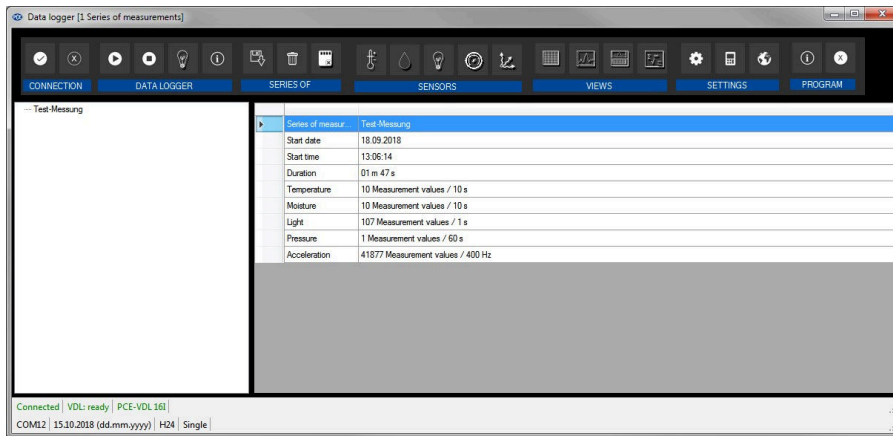 Data logger [1 Series of measurements]
CONNECTION DATA LOGGER SERIES OF SENSORS VIEWS SETTINGS PROGRAM
Test-Messung
Series of measur... Test-Messung
Start date 18.09.2018
Start time 13:06:14
Duration 01 m 47 s
Temperature 10 Measurement values / 10 s
Moisture 10 Measurement values / 10 s
Light 107 Measurement values / 1 s
Pressure 1 Measurement values / 60 s
Acceleration 41877 Measurement values / 400 Hz
Connected VDL: ready PCE-VDL 16I
COM12 15.10.2018 (dd.mm.yyyy) H24 Single